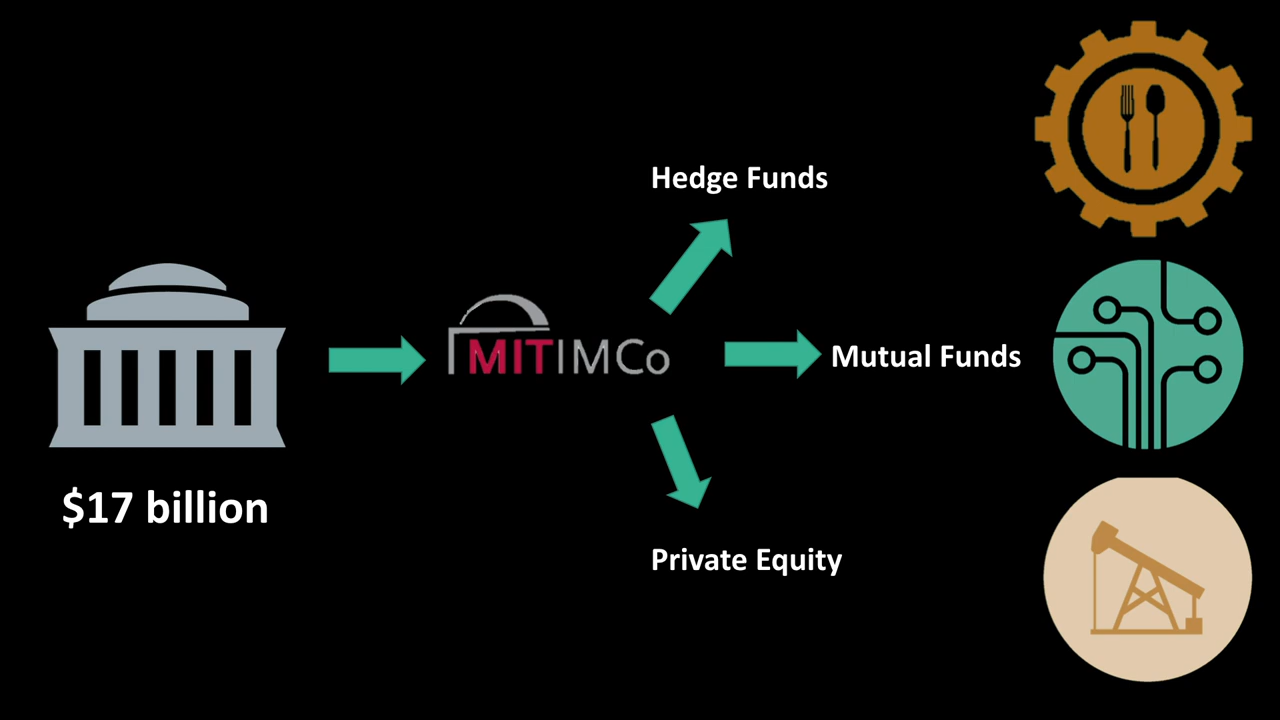 Hedge Funds
MITIMCo
Mutual Funds
$17 billion
Private Equity